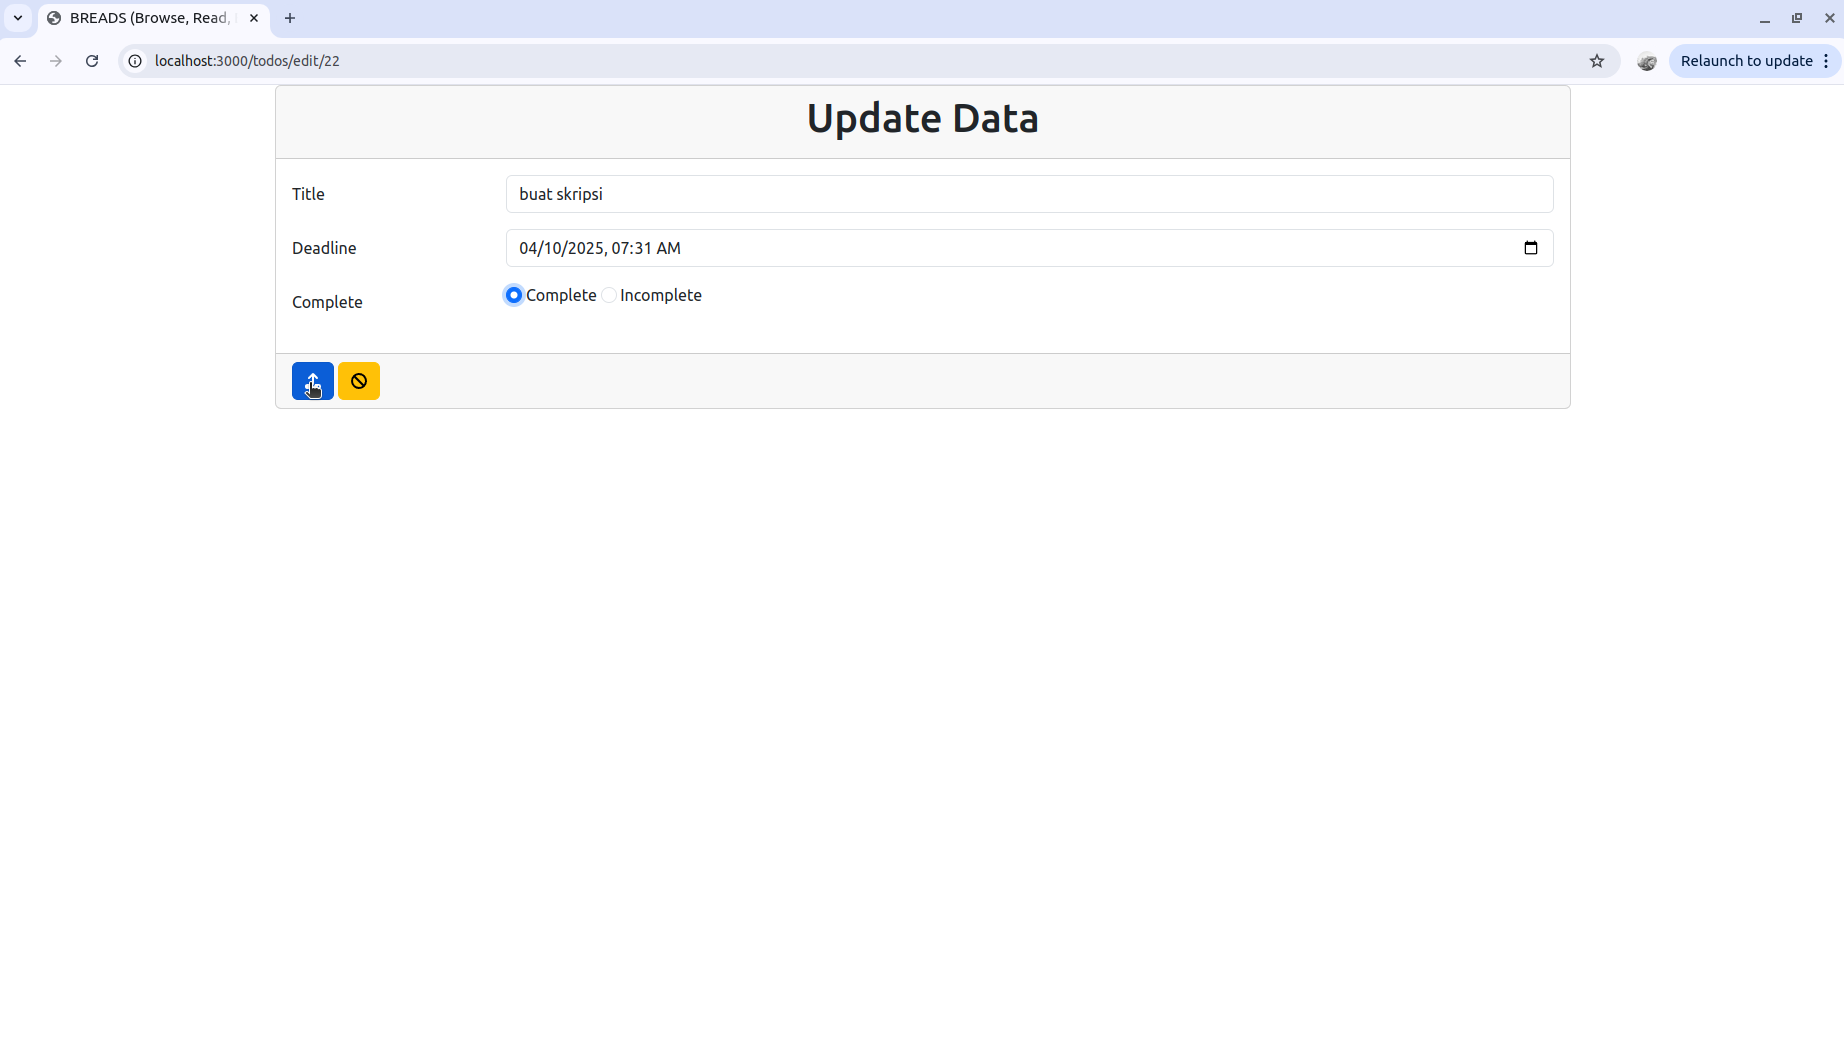 BREADS (Browse, Read,
localhost:3000/todos/edit/22
Relaunch to update
Update Data
Title
buat skripsi
Deadline
04/10/2025, 07:31 AM
Complete
Complete Incomplete